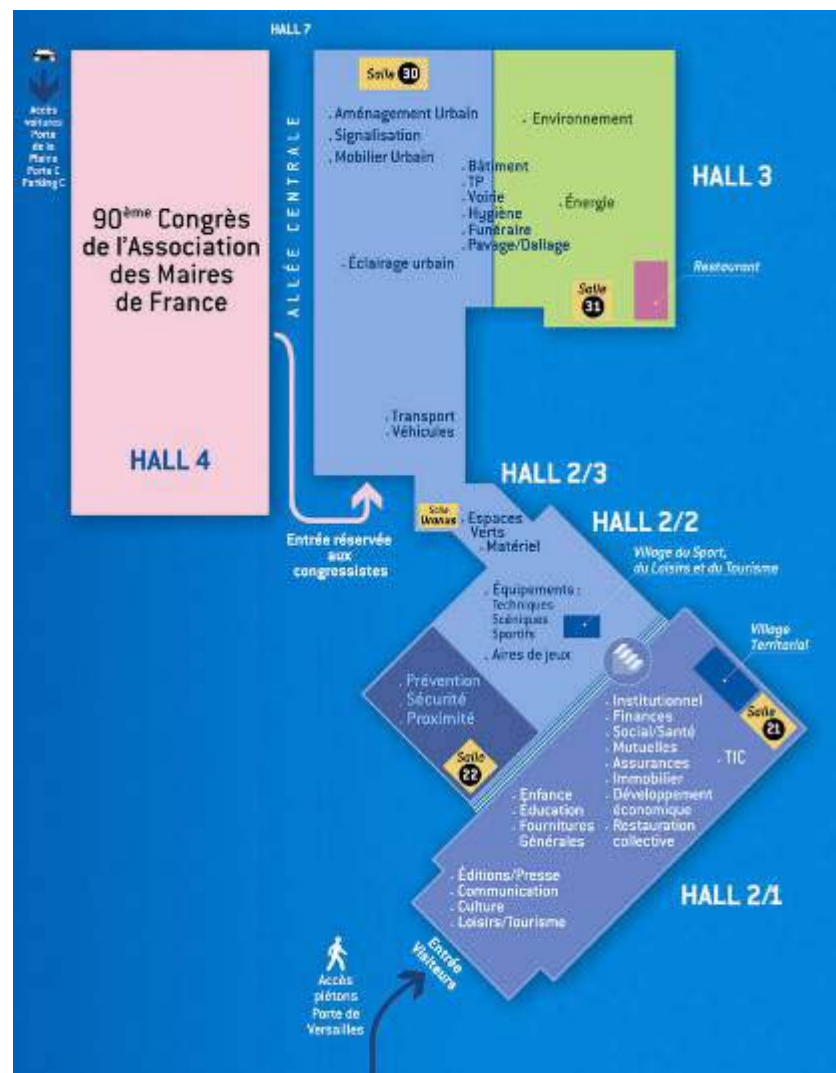 HALL 7
Accès
voitures
Porte
de la
Plaine
Porte C
Parking C
90ème Congrès
de l'Association
des Maires
de France
HALL 4
ALLÉE CENTRALE
Salle 30
. Aménagement Urbain
. Signalisation
. Mobilier Urbain
. Environnement
HALL 3
. Bâtiment
. TP
. Voirie
. Hygiène
. Funéraire
. Pavage/Dallage
. Énergie
. Éclairage urbain
Restaurant
Salle
31
. Transport
. Véhicules
HALL 2/3
Entrée réservée
aux
congressistes
Salle
Uranus
. Espaces
Verts
. Matériel
HALL 2/2
Village du Sport,
du Loisirs et du Tourisme
. Équipements :
Techniques
Scéniques
Sportifs
. Aires de jeux
Village
Territorial
. Prévention
. Sécurité
. Proximité
Salle
22
Salle
21
. Institutionnel
. Finances
. Social/Santé
. Mutuelles
. Assurances
. Immobilier
. Développement
économique
. Restauration
collective
. TIC
. Enfance
. Éducation
. Fournitures
Générales
. Éditions/Presse
. Communication
. Culture
. Loisirs/Tourisme
HALL 2/1
Entrée
Visiteurs
Accès
piétons
Porte de
Versailles